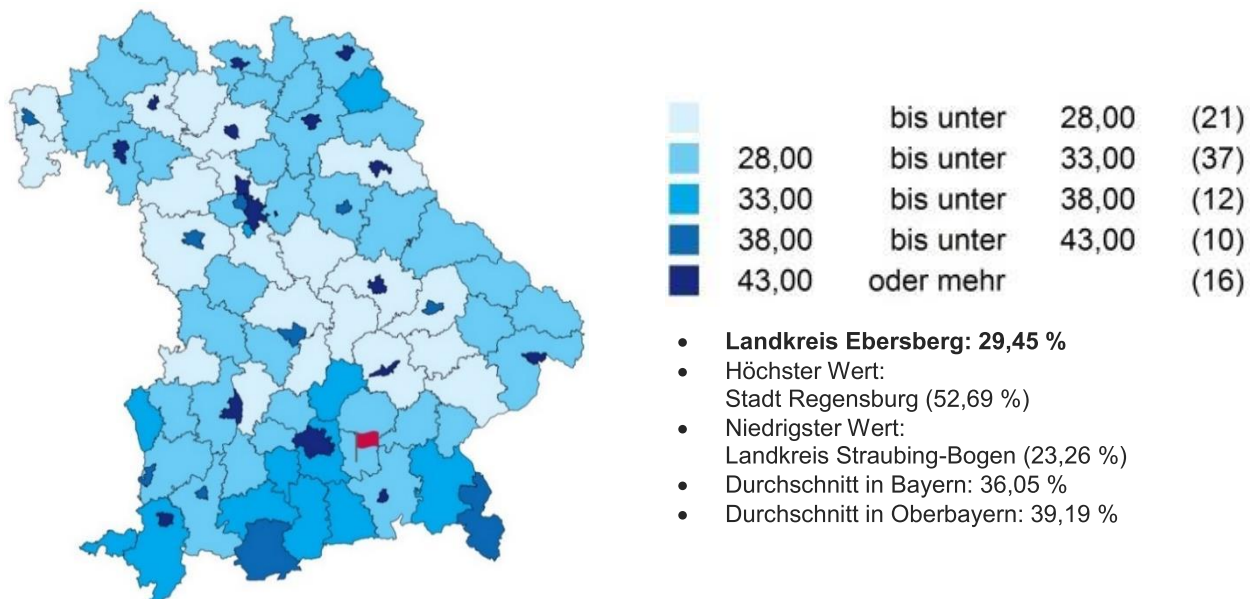 bis unter 28,00 (21)
28,00 bis unter 33,00 (37)
33,00 bis unter 38,00 (12)
38,00 bis unter 43,00 (10)
43,00 oder mehr (16)
• Landkreis Ebersberg: 29,45 %
• Höchster Wert:
Stadt Regensburg (52,69 %)
• Niedrigster Wert:
Landkreis Straubing-Bogen (23,26 %)
• Durchschnitt in Bayern: 36,05 %
• Durchschnitt in Oberbayern: 39,19 %